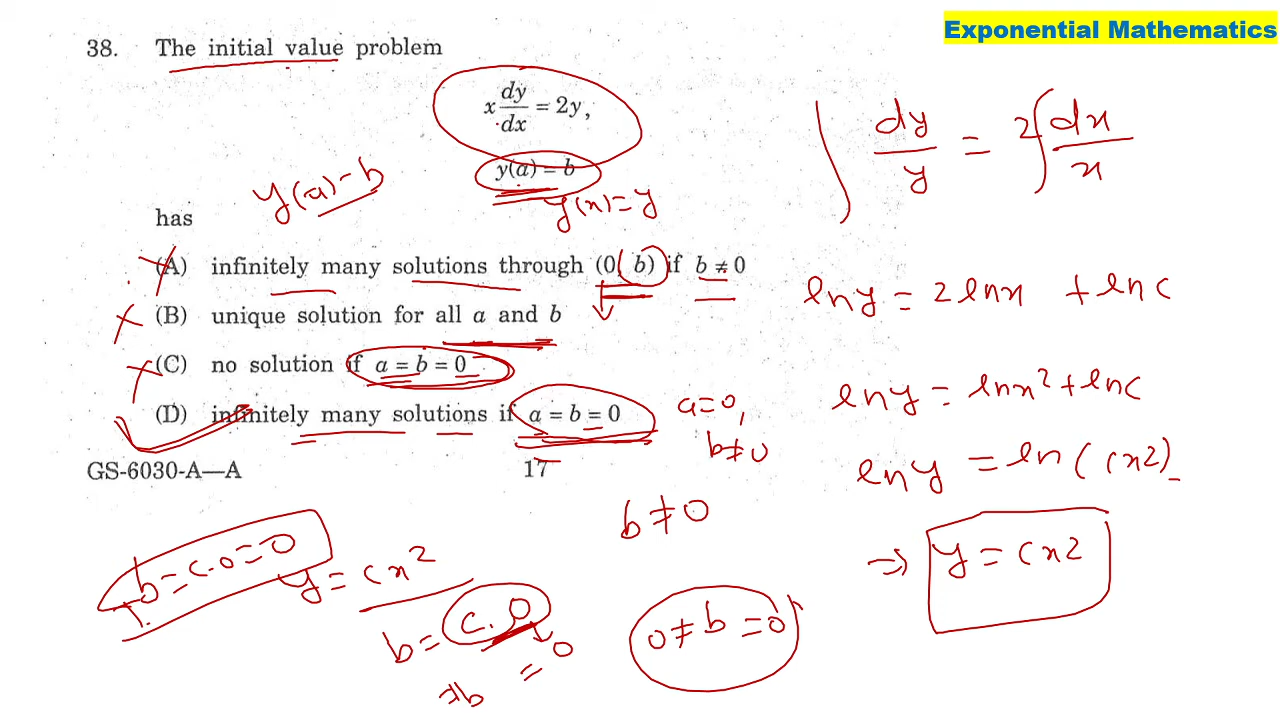 Exponential Mathematics
38. The initial value problem
x dy/dx = 2y,
y(a) = b
y(a) = b
y(x) = y
has
(A) infinitely many solutions through (0, b) if b ≠ 0
(B) unique solution for all a and b
(C) no solution if a = b = 0
(D) infinitely many solutions if a = b = 0
GS-6030-A—A 17
a=0,
b≠0
b≠0
∫ dy/y = 2∫ dx/x
ln y = 2 ln x + ln c
ln y = ln x² + ln c
ln y = ln (cx2)
⇒ y = cx2
b = c.0 = 0
y = cx²
b = c.0
= 0
≠b
0 ≠ b = 0